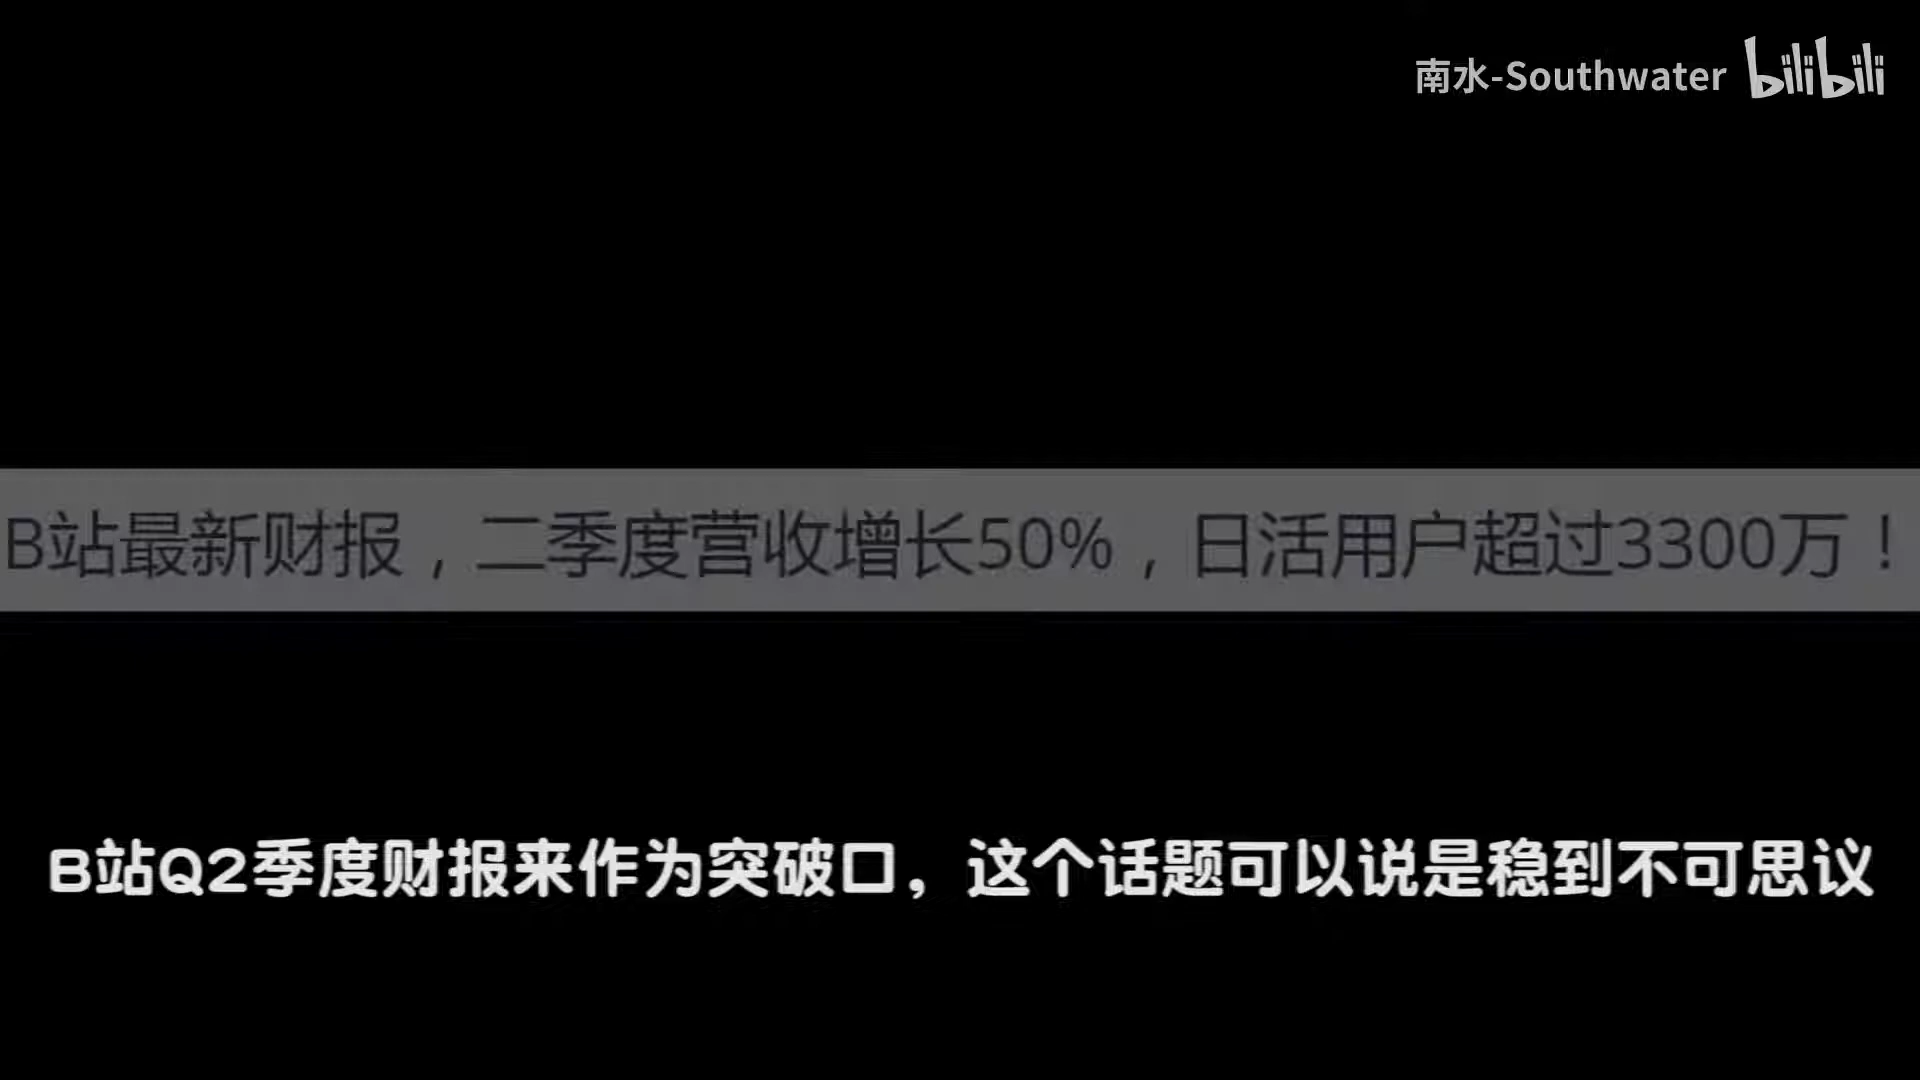 南水-Southwater bilibili
B站最新财报，二季度营收增长50%，日活用户超过3300万！
B站Q2季度财报来作为突破口，这个话题可以说是稳到不可思议